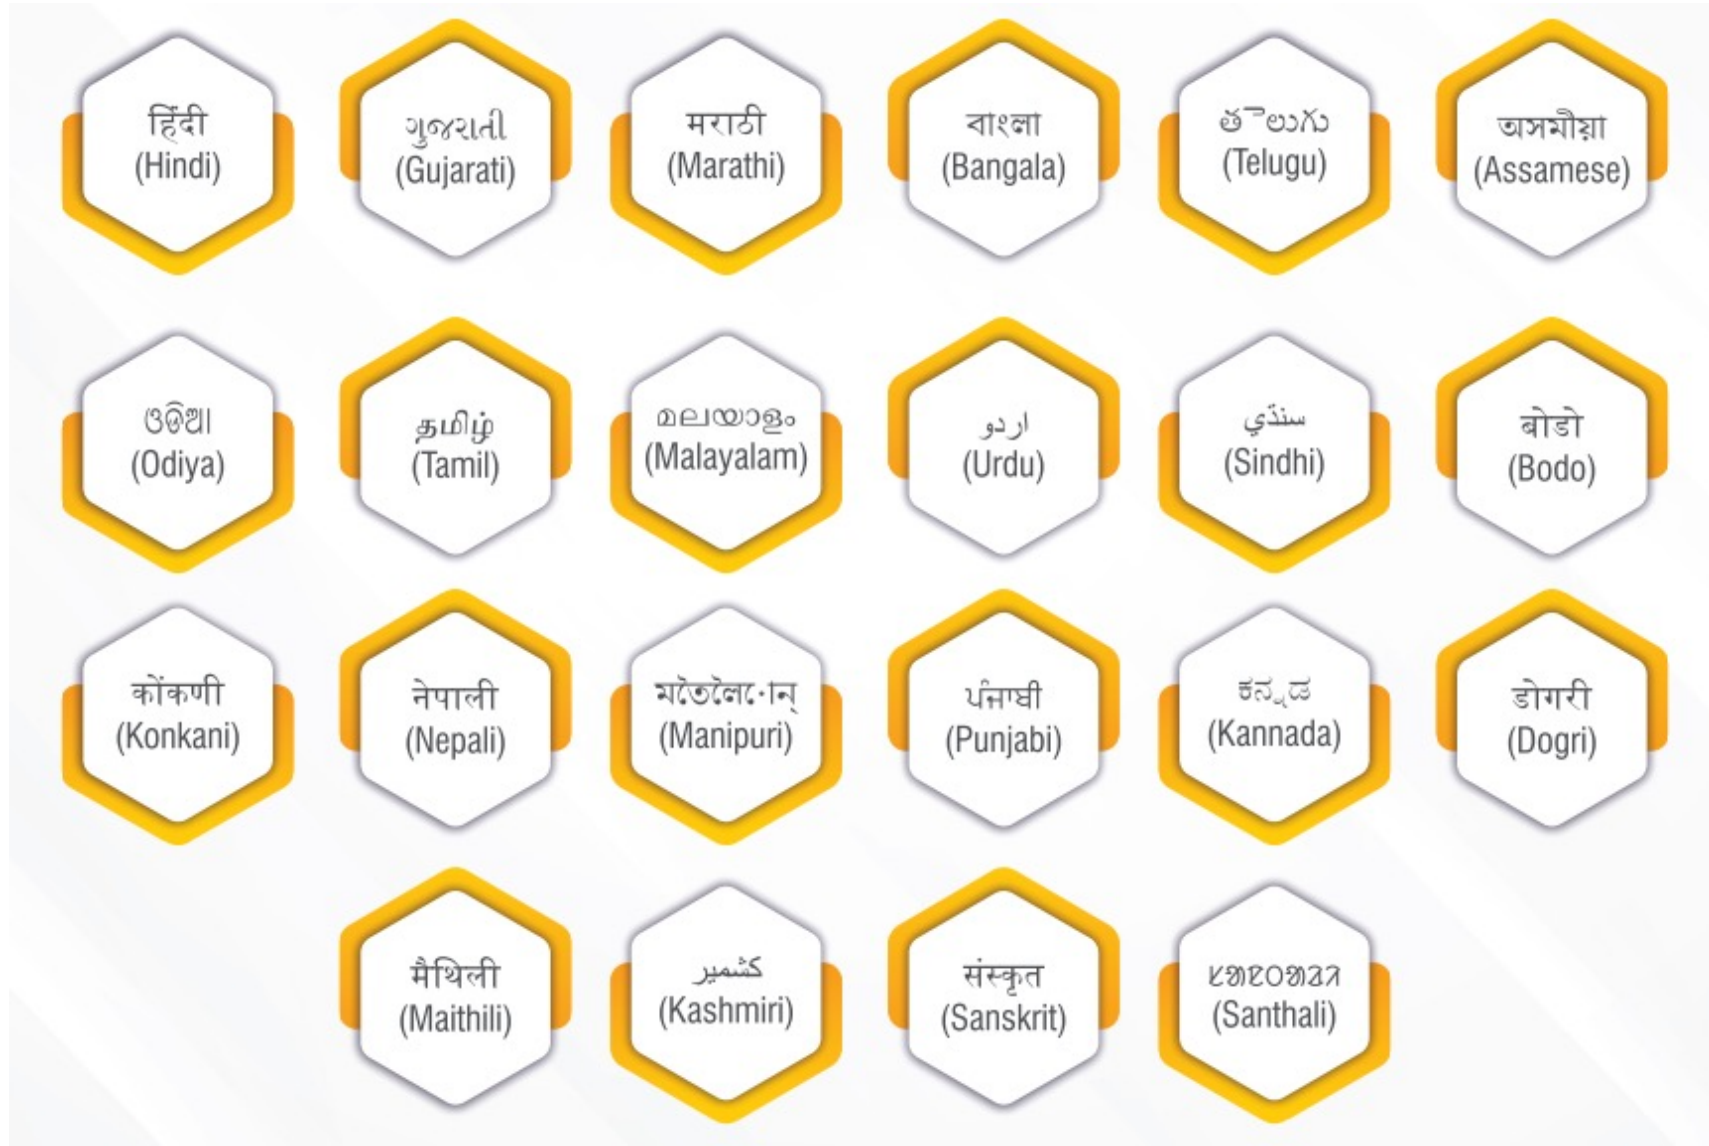 हिंदी
(Hindi)
ગુજરાતી
(Gujarati)
मराठी
(Marathi)
বাংলা
(Bangala)
త ెలుగు
(Telugu)
অসমীয়া
(Assamese)
ଓଡିଆ
(Odiya)
தமிழ்
(Tamil)
മലയാളം
(Malayalam)
اردو
(Urdu)
سنڌي
(Sindhi)
बोडो
(Bodo)
कोंकणी
(Konkani)
नेपाली
(Nepali)
(Manipuri)
ਪੰਜਾਬੀ
(Punjabi)
ಕನ್ನಡ
(Kannada)
डोगरी
(Dogri)
मैथिली
(Maithili)
کشمیر
(Kashmiri)
संस्कृत
(Sanskrit)
(Santhali)